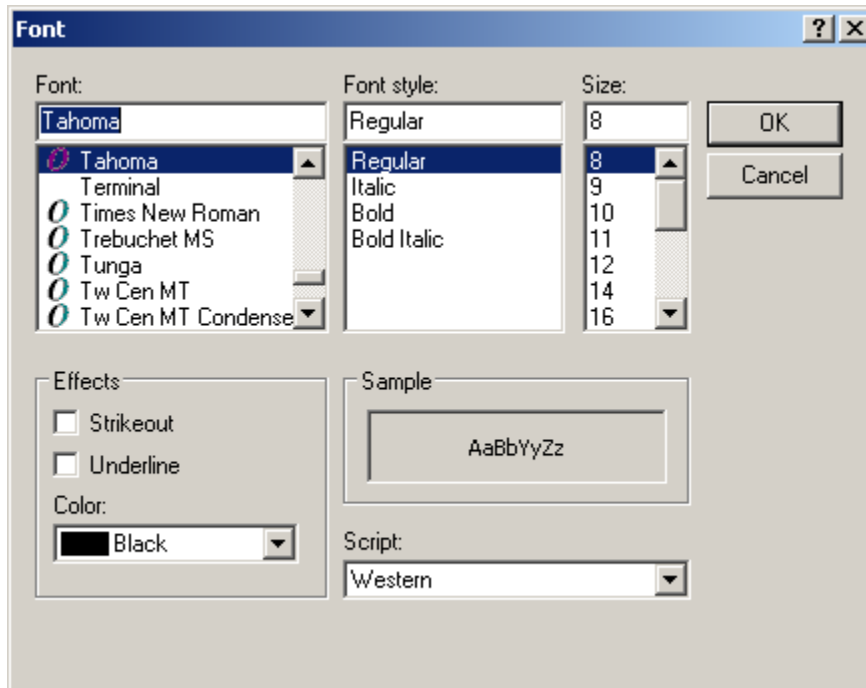 Font
Font: Font style: Size:
Tahoma Regular 8 OK
Tahoma Regular 8 Cancel
Terminal Italic 9
Times New Roman Bold 10
Trebuchet MS Bold Italic 11
Tunga 12
Tw Cen MT 14
Tw Cen MT Condense 16
Effects Sample
Strikeout
AaBbYyZz
Underline
Color:
Black Script:
Western